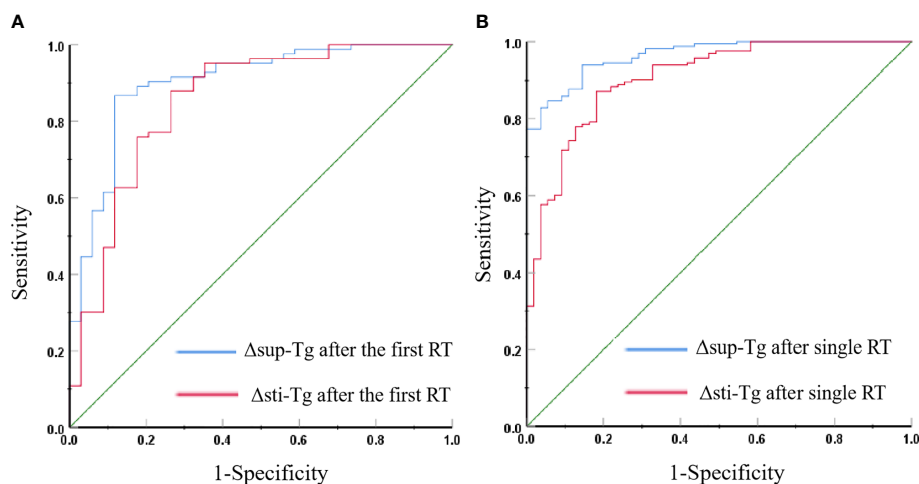 A
Sensitivity
1.0
0.8
0.6
0.4
0.2
0.0
Δsup-Tg after the first RT
Δsti-Tg after the first RT
0.0 0.2 0.4 0.6 0.8 1.0
1-Specificity
B
Sensitivity
1.0
0.8
0.6
0.4
0.2
0.0
Δsup-Tg after single RT
Δsti-Tg after single RT
0.0 0.2 0.4 0.6 0.8 1.0
1-Specificity